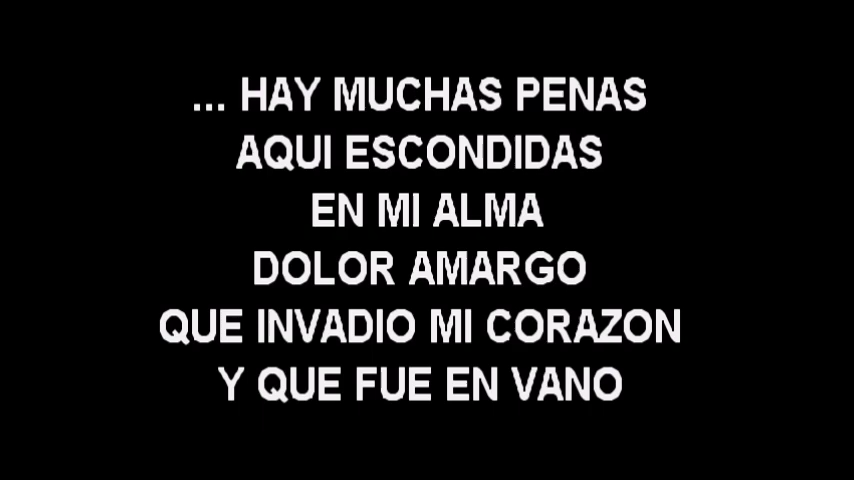 ... HAY MUCHAS PENAS
AQUI ESCONDIDAS
EN MI ALMA
DOLOR AMARGO
QUE INVADIO MI CORAZON
Y QUE FUE EN VANO